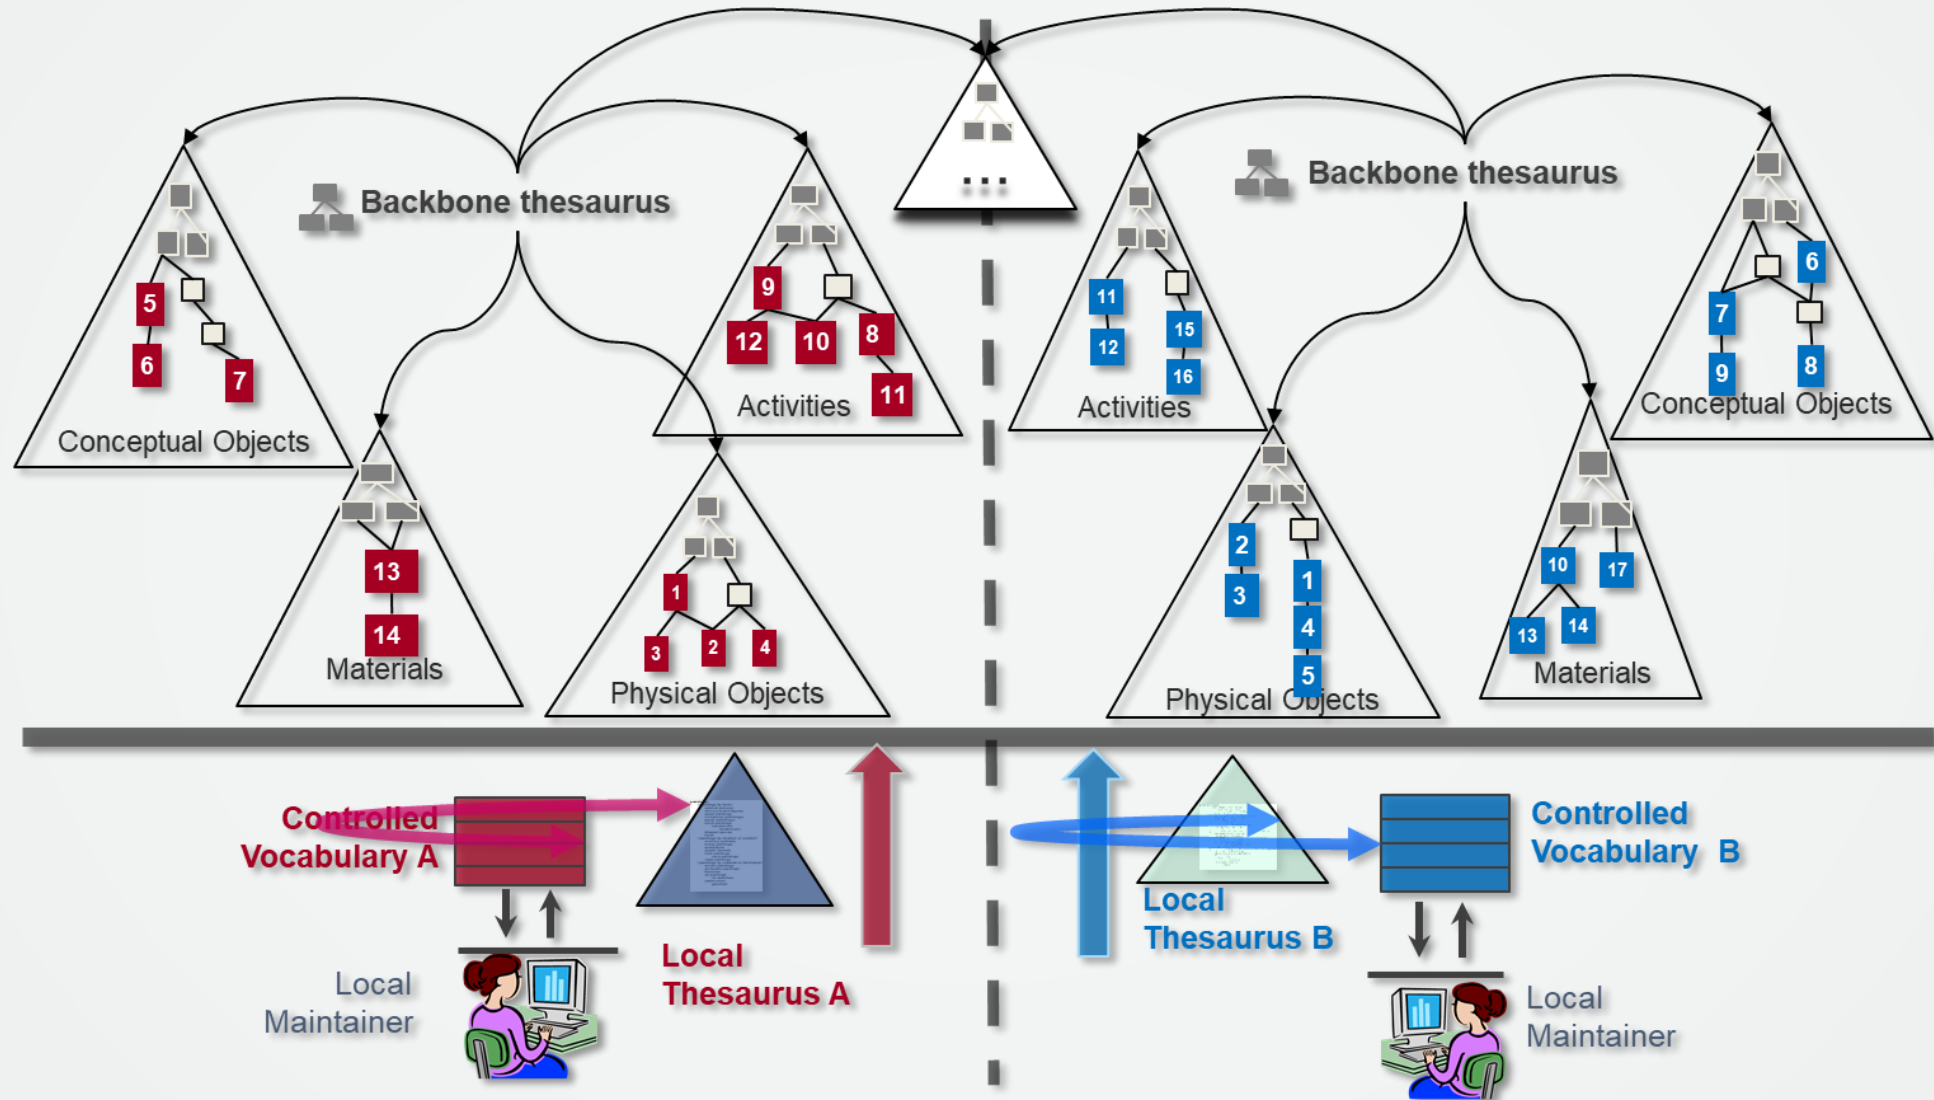 ...
Backbone thesaurus
Backbone thesaurus
5
6
7
Conceptual Objects
9
12
10
8
11
Activities
11
12
15
16
Activities
6
7
9
8
Conceptual Objects
13
14
Materials
1
3
2
4
Physical Objects
2
3
1
4
5
Physical Objects
10
17
13
14
Materials
Controlled
Vocabulary A
Local
Thesaurus A
Local
Maintainer
Local
Thesaurus B
Controlled
Vocabulary B
Local
Maintainer